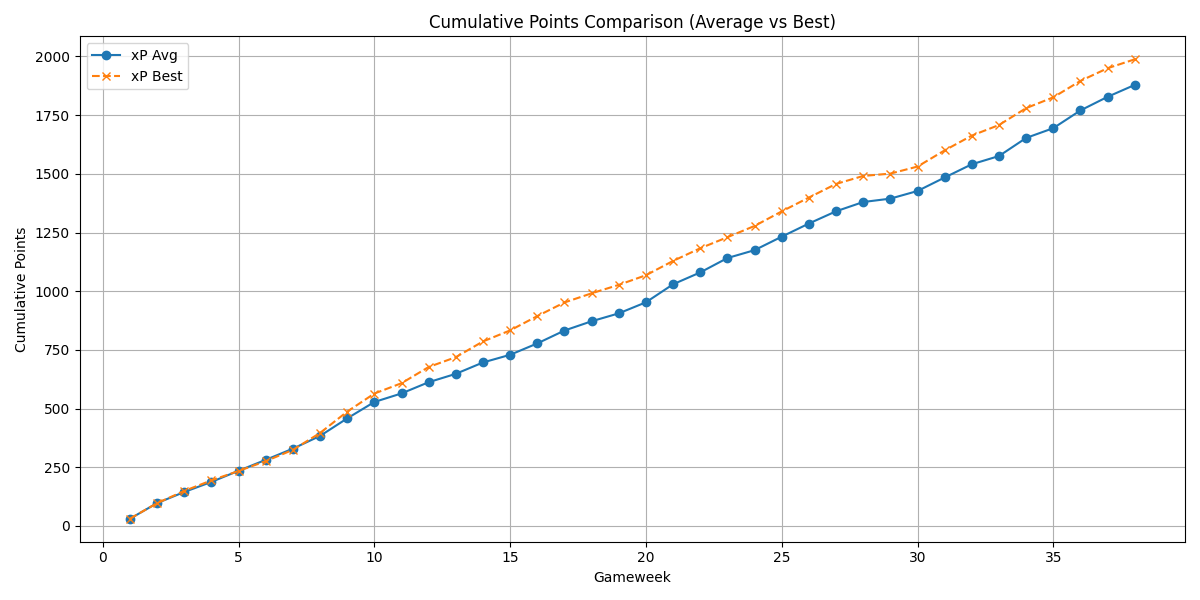 Cumulative Points Comparison (Average vs Best)
xP Avg
xP Best
Cumulative Points
2000
1750
1500
1250
1000
750
500
250
0
0 5 10 15 20 25 30 35
Gameweek